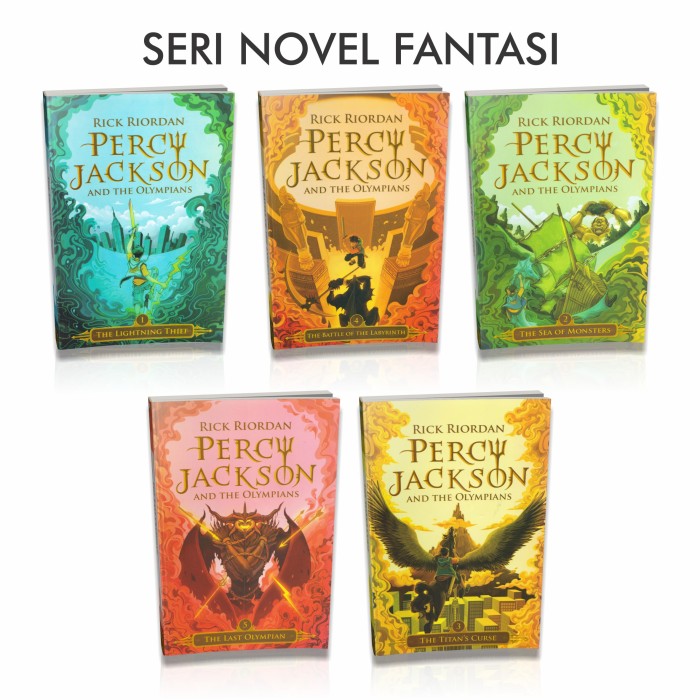 SERI NOVEL FANTASI
RICK RIORDAN
PERCY
JACKSON
AND THE OLYMPIANS
1
THE LIGHTNING THIEF
RICK RIORDAN
PERCY
JACKSON
AND THE OLYMPIANS
4
THE BATTLE OF THE LABYRINTH
RICK RIORDAN
PERCY
JACKSON
AND THE OLYMPIANS
2
THE SEA OF MONSTERS
RICK RIORDAN
PERCY
JACKSON
AND THE OLYMPIANS
5
THE LAST OLYMPIAN
RICK RIORDAN
PERCY
JACKSON
AND THE OLYMPIANS
3
THE TITAN'S CURSE